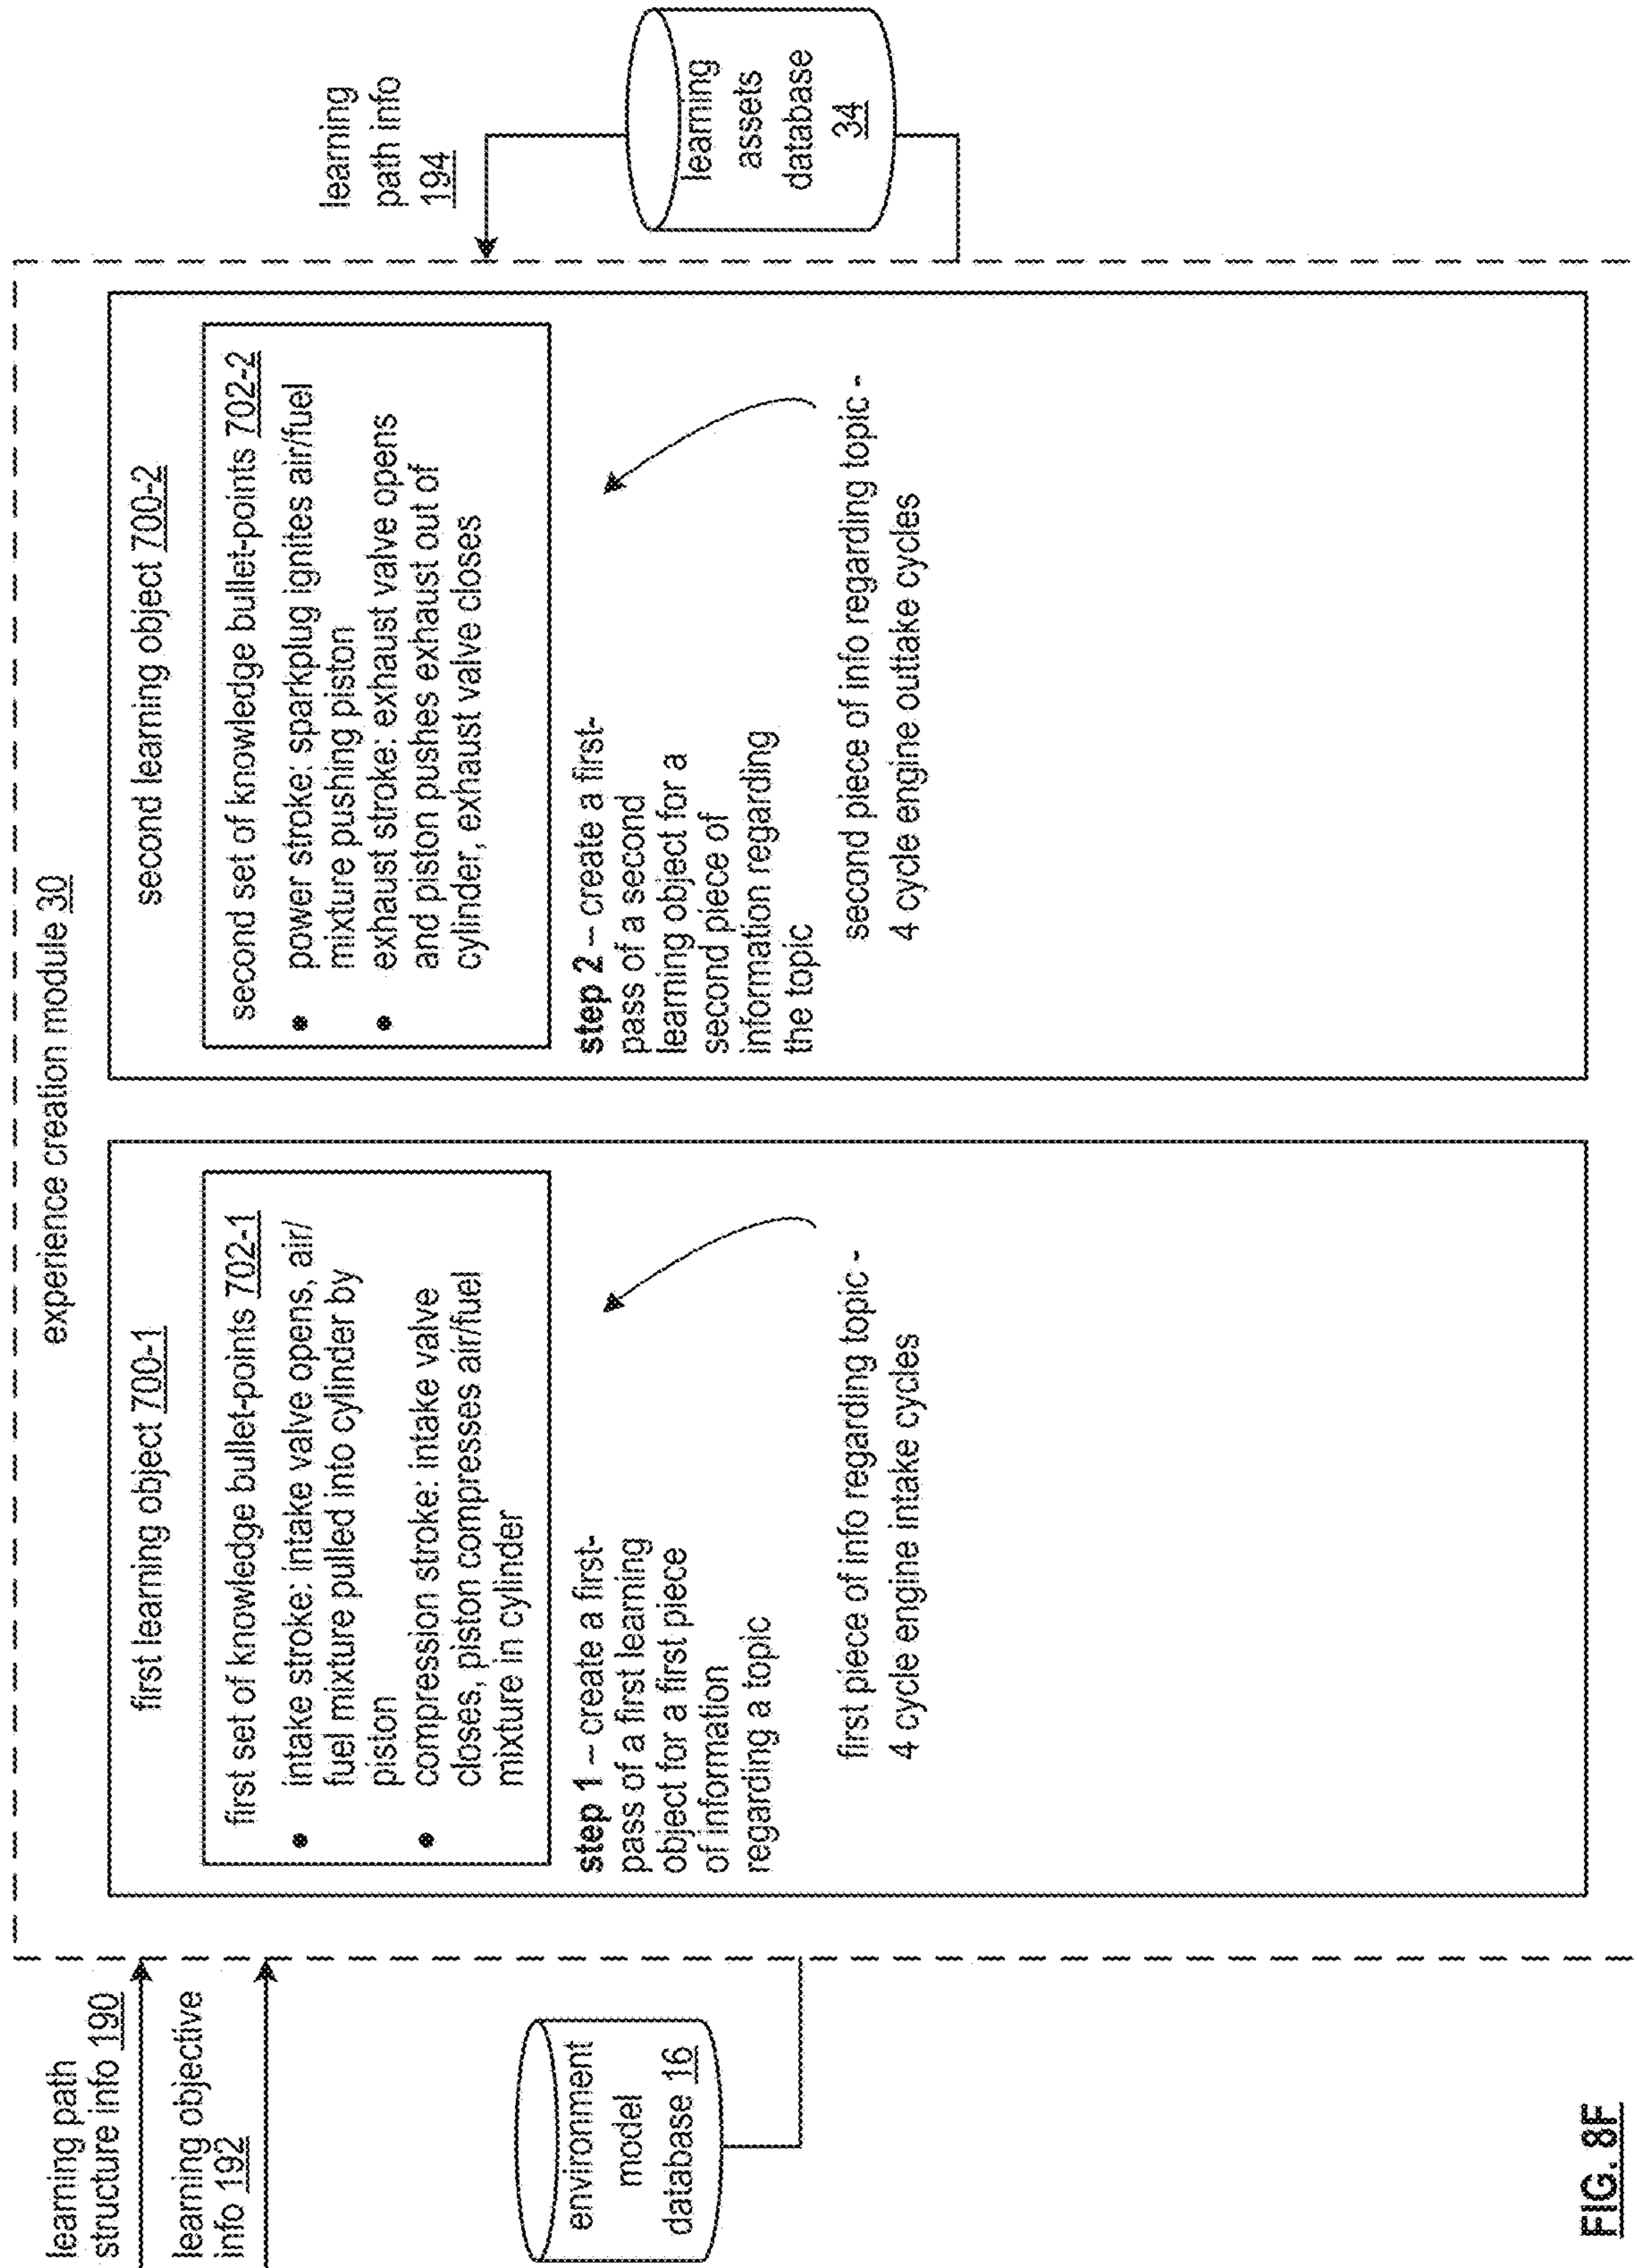 experience creation module 30
learning path
structure info 190
learning objective
info 192
environment
model
database 16
first learning object 700-1
first set of knowledge bullet-points 702-1
• intake stroke: intake valve opens, air/
fuel mixture pulled into cylinder by
piston
• compression stroke: intake valve
closes, piston compresses air/fuel
mixture in cylinder
step 1 – create a first-
pass of a first learning
object for a first piece
of information
regarding a topic
first piece of info regarding topic -
4 cycle engine intake cycles
second learning object 700-2
second set of knowledge bullet-points 702-2
• power stroke: sparkplug ignites air/fuel
mixture pushing piston
• exhaust stroke: exhaust valve opens
and piston pushes exhaust out of
cylinder, exhaust valve closes
step 2 – create a first-
pass of a second
learning object for a
second piece of
information regarding
the topic
second piece of info regarding topic -
4 cycle engine outtake cycles
learning
path info
194
learning
assets
database
34
FIG. 8F